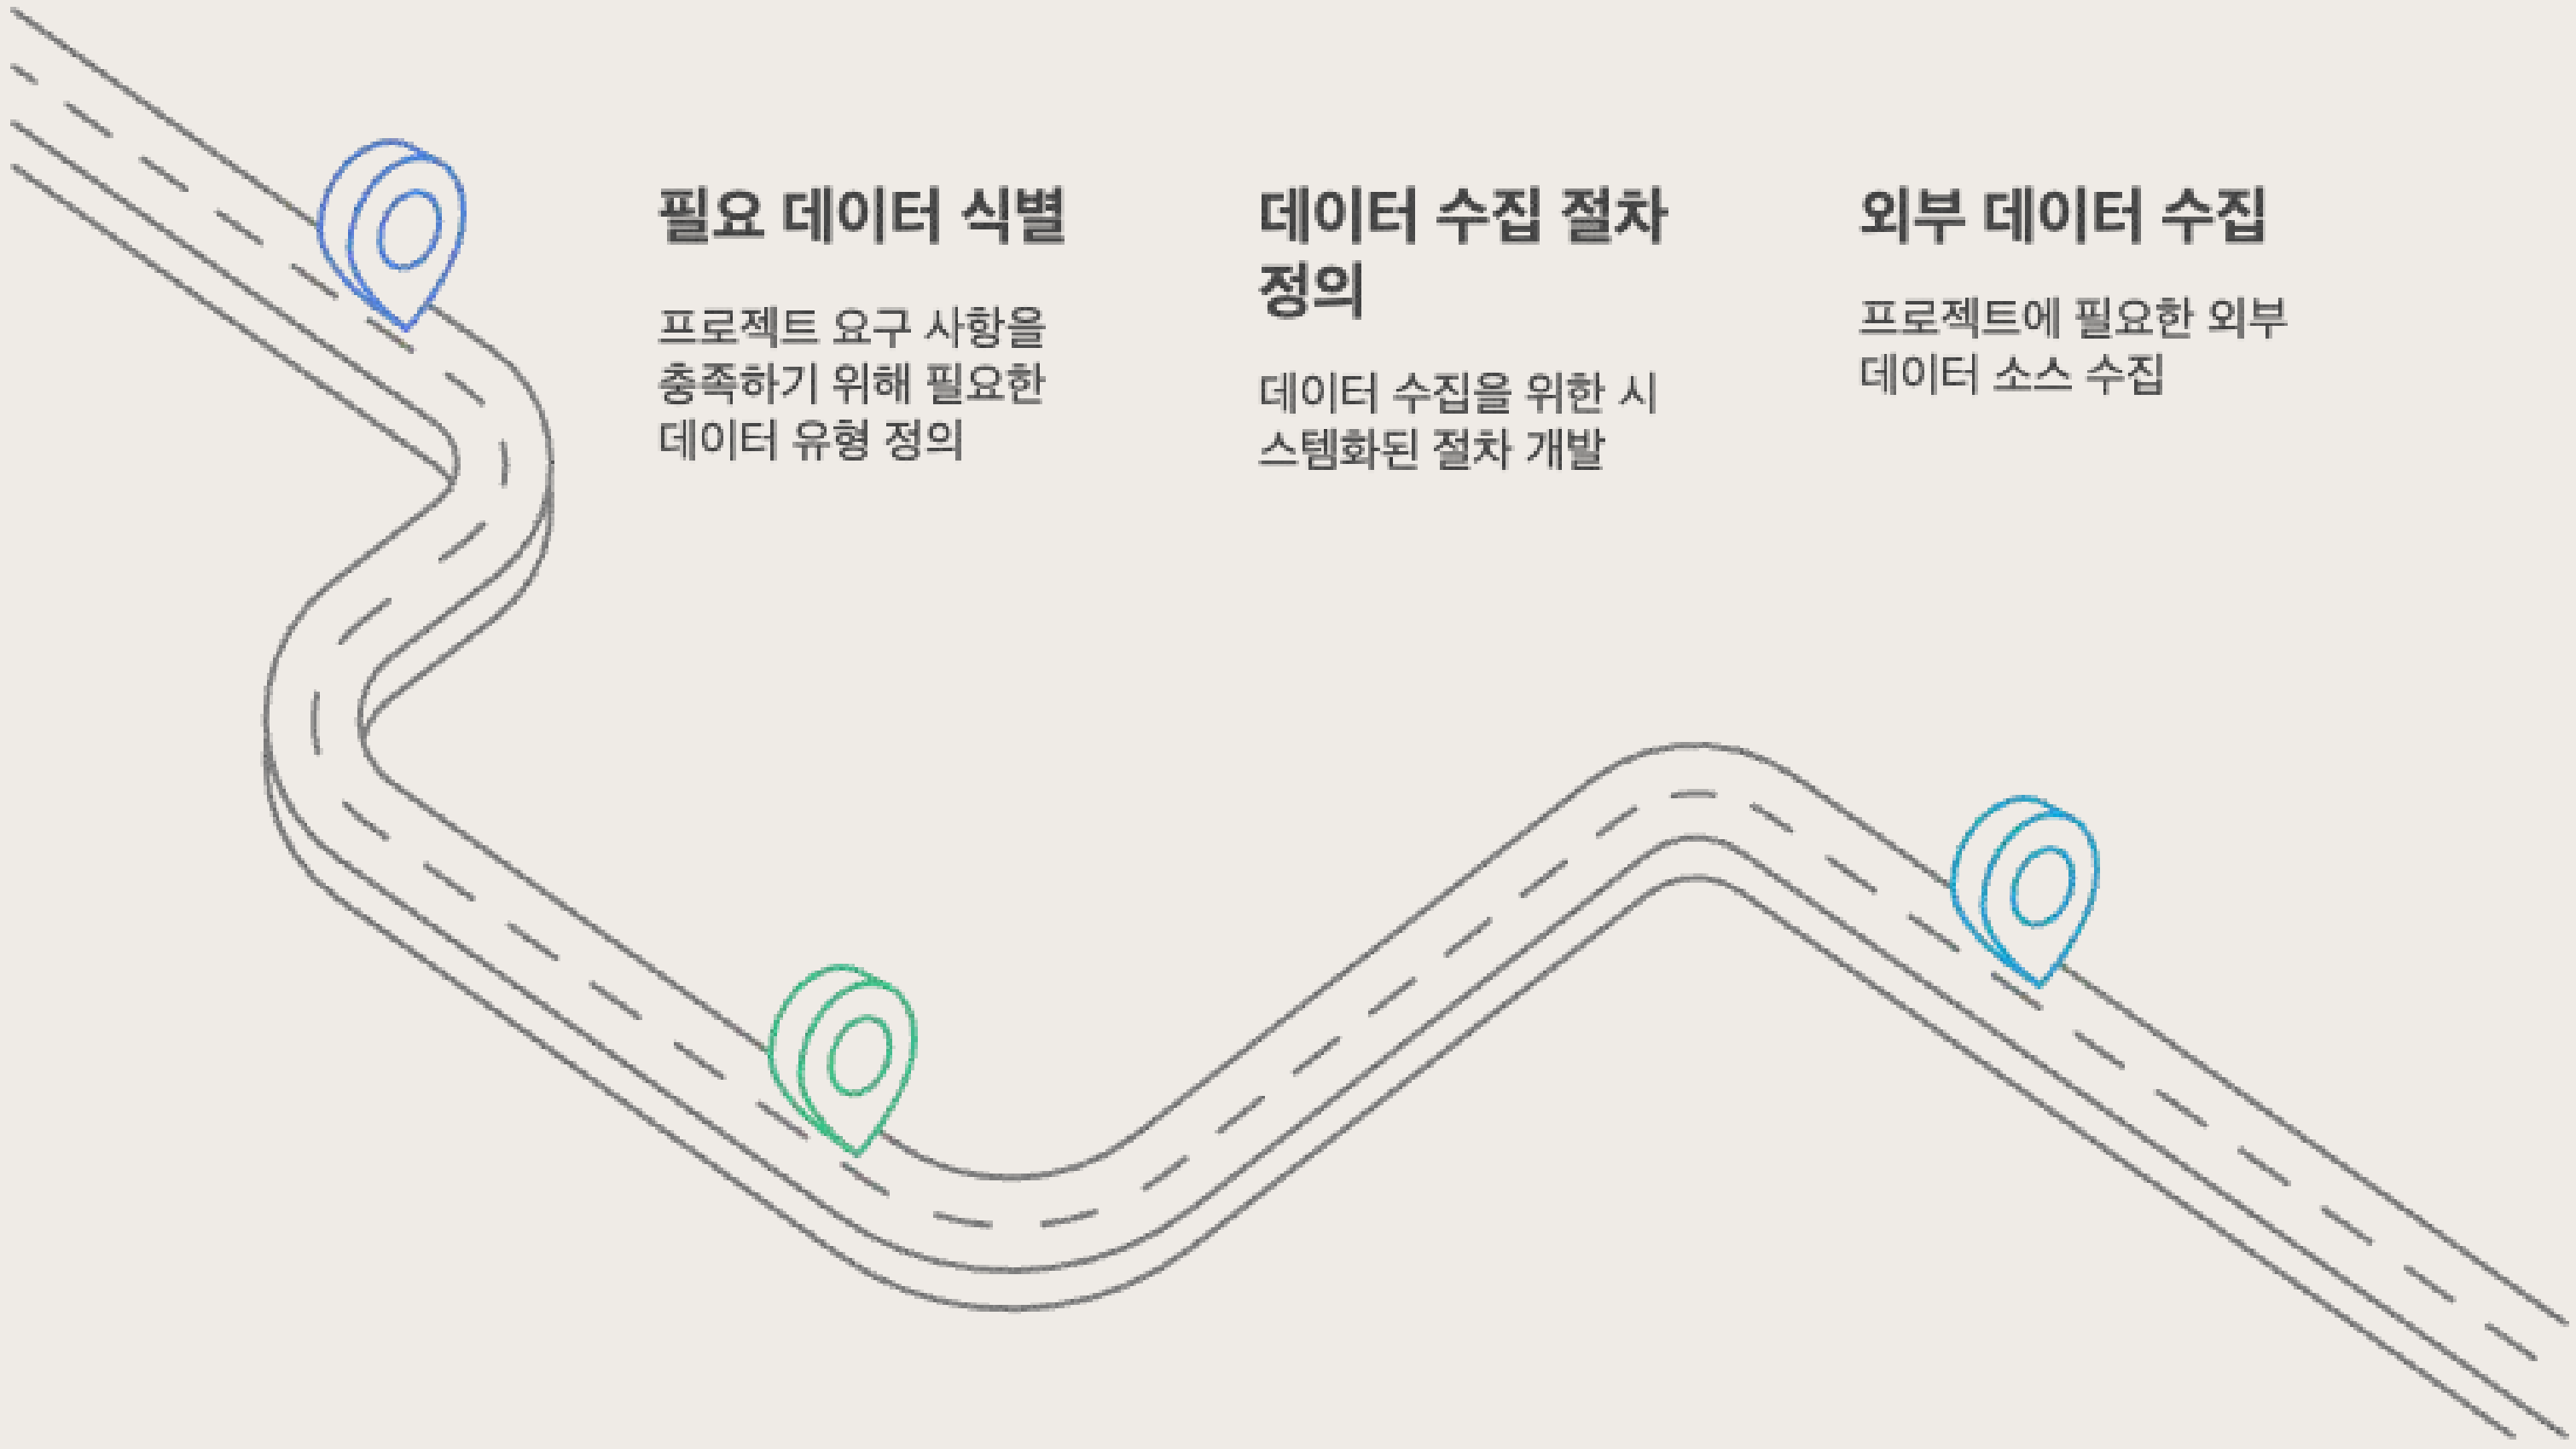 필요 데이터 식별
프로젝트 요구 사항을
충족하기 위해 필요한
데이터 유형 정의
데이터 수집 절차
정의
데이터 수집을 위한 시
스템화된 절차 개발
외부 데이터 수집
프로젝트에 필요한 외부
데이터 소스 수집